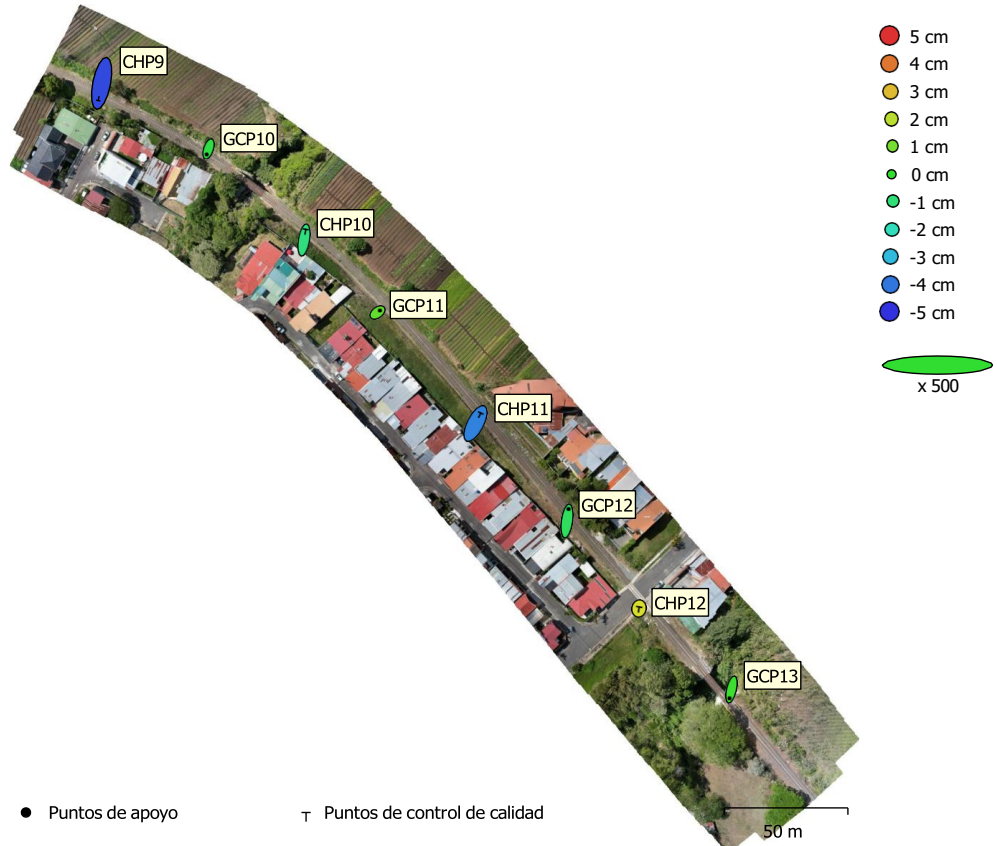 CHP9
GCP10
CHP10
GCP11
CHP11
GCP12
CHP12
GCP13
5 cm
4 cm
3 cm
2 cm
1 cm
0 cm
-1 cm
-2 cm
-3 cm
-4 cm
-5 cm
x 500
Puntos de apoyo
Puntos de control de calidad
50 m